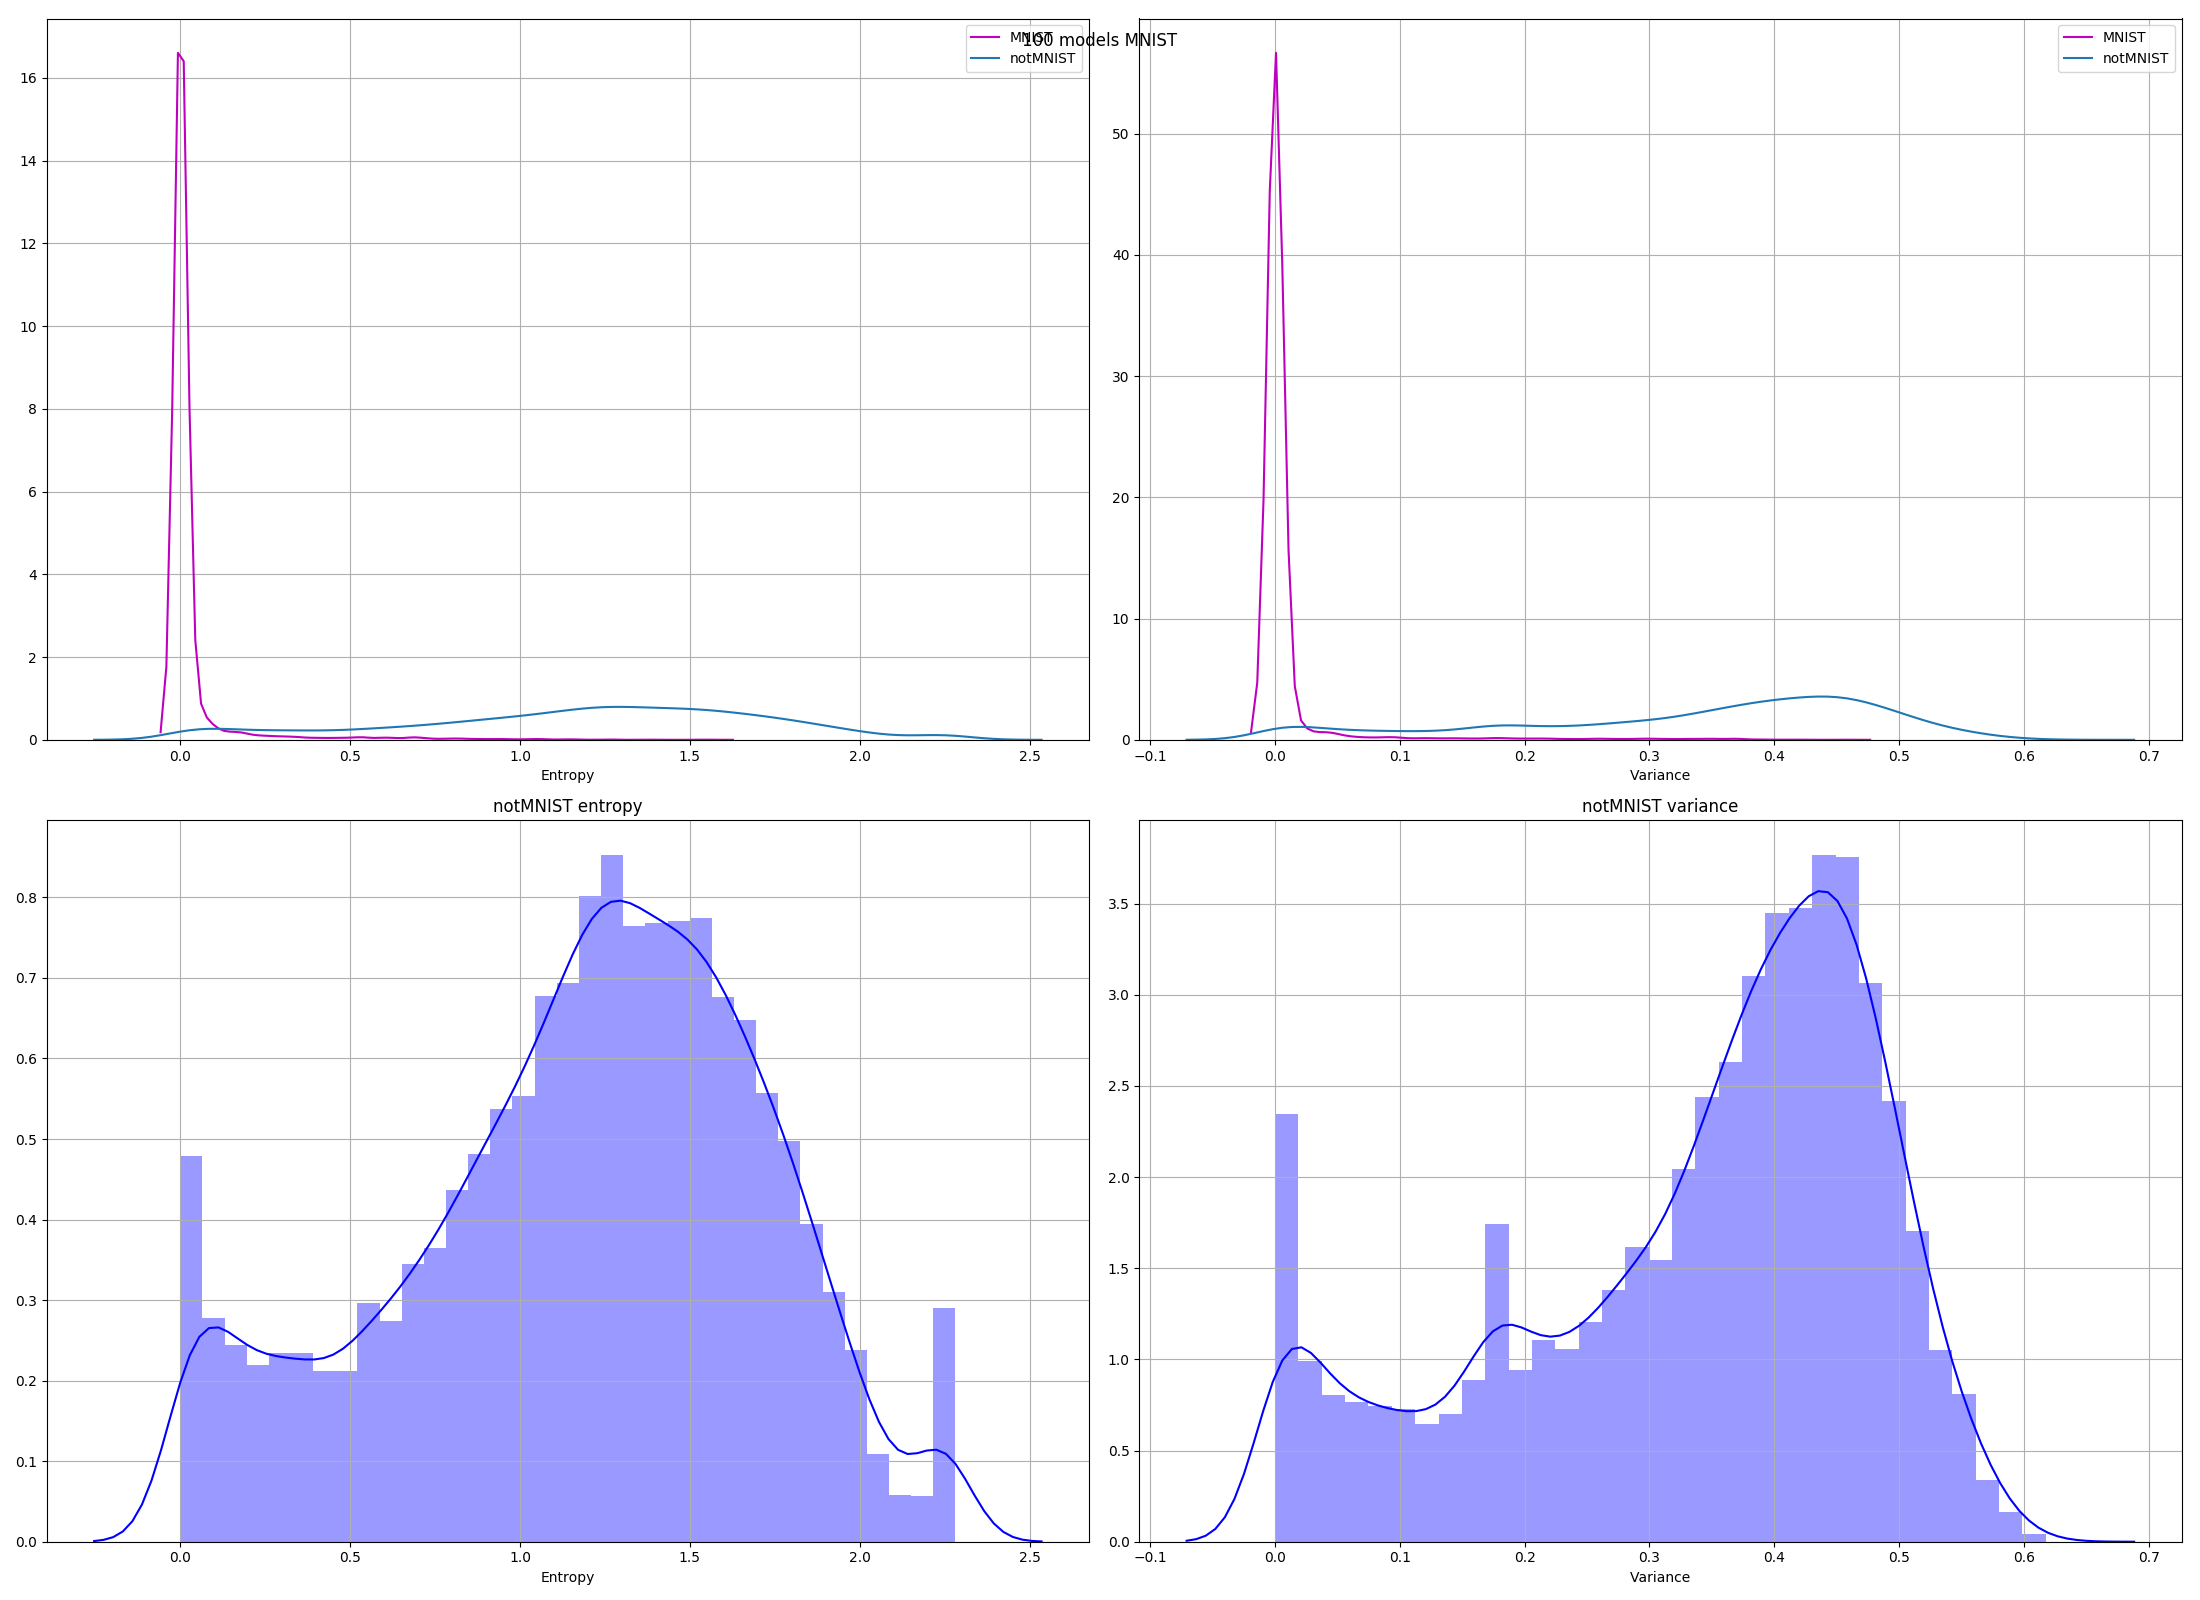 100 models MNIST
MNIST
notMNIST
16
14
12
10
8
6
4
2
0
0.0 0.5 1.0 1.5 2.0 2.5
Entropy
MNIST
notMNIST
50
40
30
20
10
0
−0.1 0.0 0.1 0.2 0.3 0.4 0.5 0.6 0.7
Variance
notMNIST entropy
0.8
0.7
0.6
0.5
0.4
0.3
0.2
0.1
0.0
0.0 0.5 1.0 1.5 2.0 2.5
Entropy
notMNIST variance
3.5
3.0
2.5
2.0
1.5
1.0
0.5
0.0
−0.1 0.0 0.1 0.2 0.3 0.4 0.5 0.6 0.7
Variance